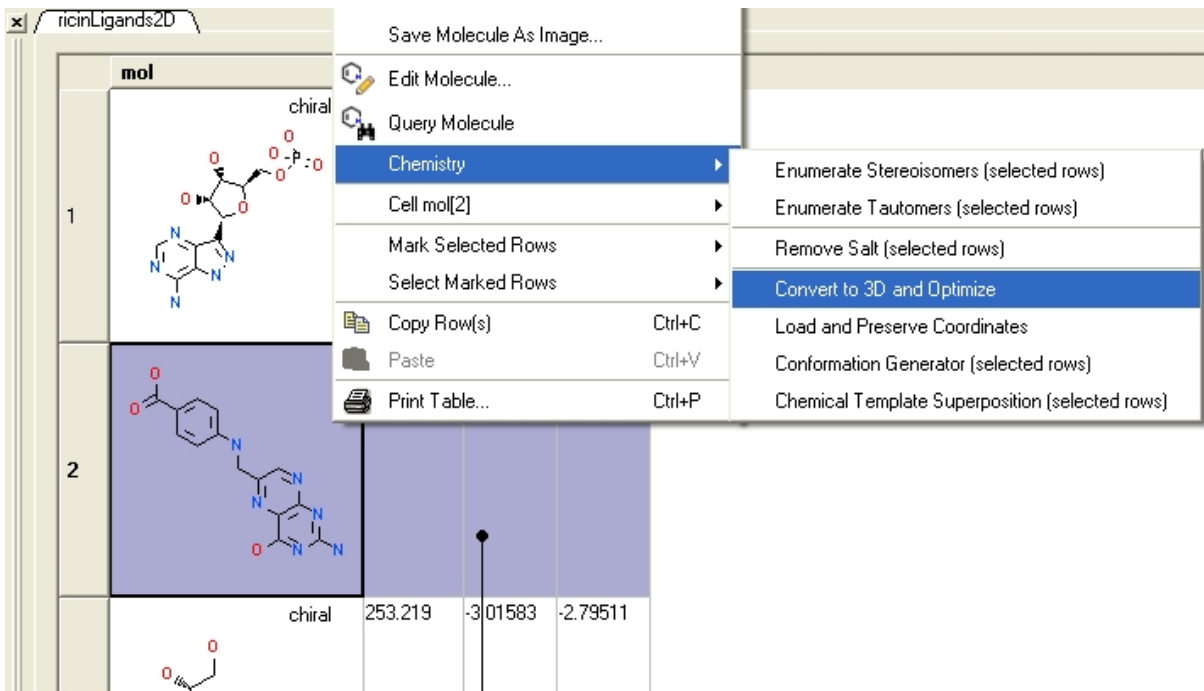 ricinLigands2D
Save Molecule As Image...
mol
Edit Molecule...
chiral
Query Molecule
Chemistry
Enumerate Stereoisomers (selected rows)
Cell mol[2]
Enumerate Tautomers (selected rows)
1
Mark Selected Rows
Remove Salt (selected rows)
Select Marked Rows
Convert to 3D and Optimize
Copy Row(s) Ctrl+C
Load and Preserve Coordinates
Paste Ctrl+V
Conformation Generator (selected rows)
Print Table... Ctrl+P
Chemical Template Superposition (selected rows)
O
O P O
O O O
O O
N
N N
N N
N
O
O
N
2
N
N N
O N N
chiral 253.219 -3.01583 -2.79511
O
O